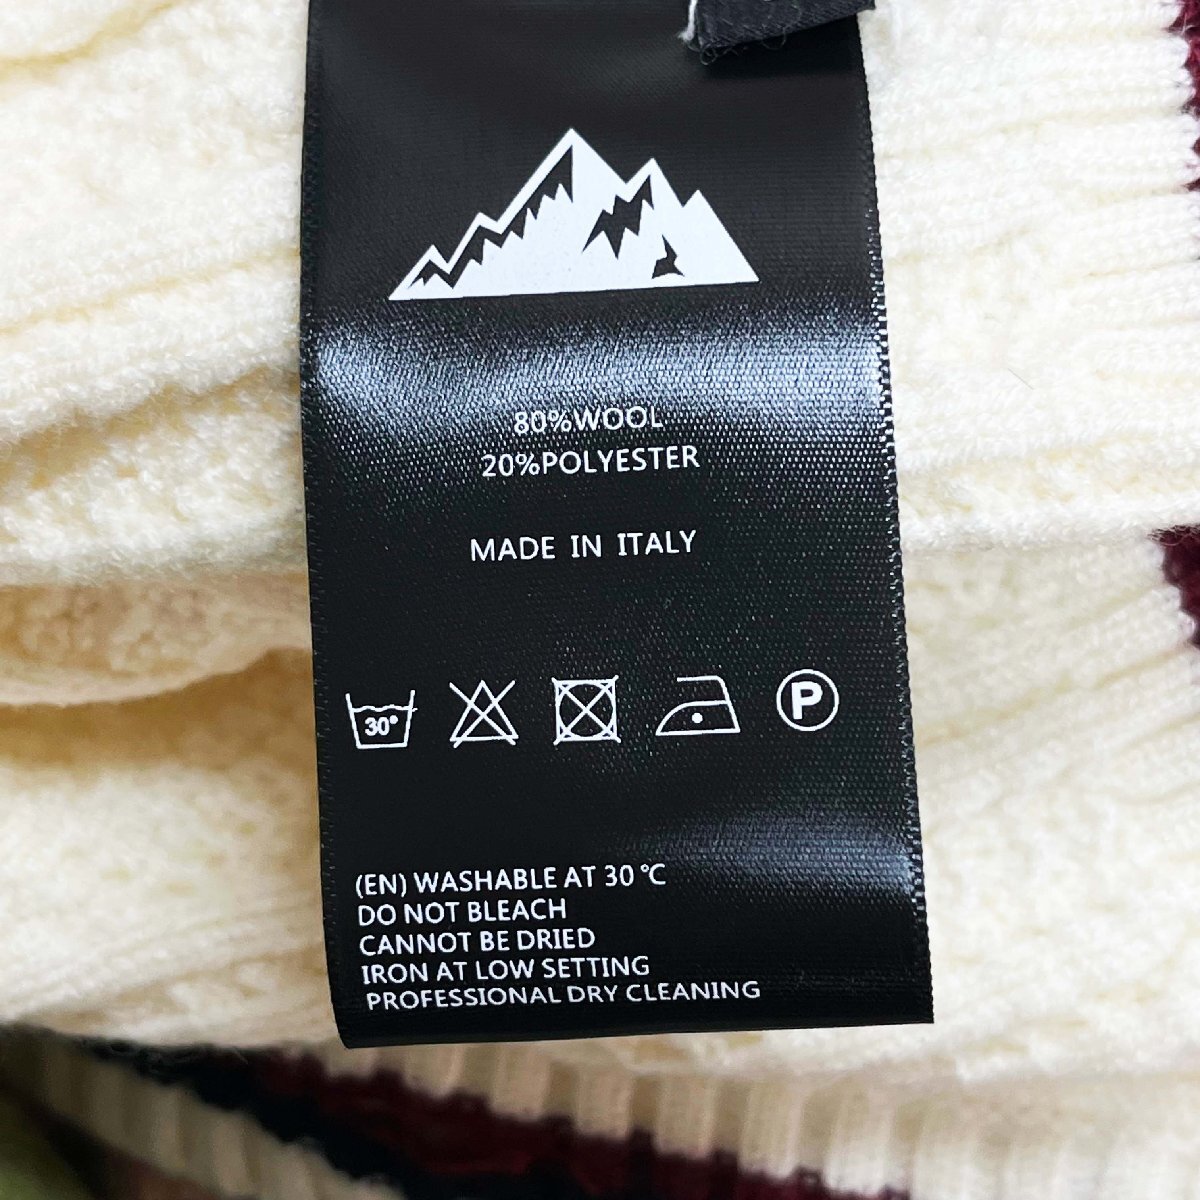 80%WOOL
20%POLYESTER
MADE IN ITALY
30° P
(EN) WASHABLE AT 30 °C
DO NOT BLEACH
CANNOT BE DRIED
IRON AT LOW SETTING
PROFESSIONAL DRY CLEANING